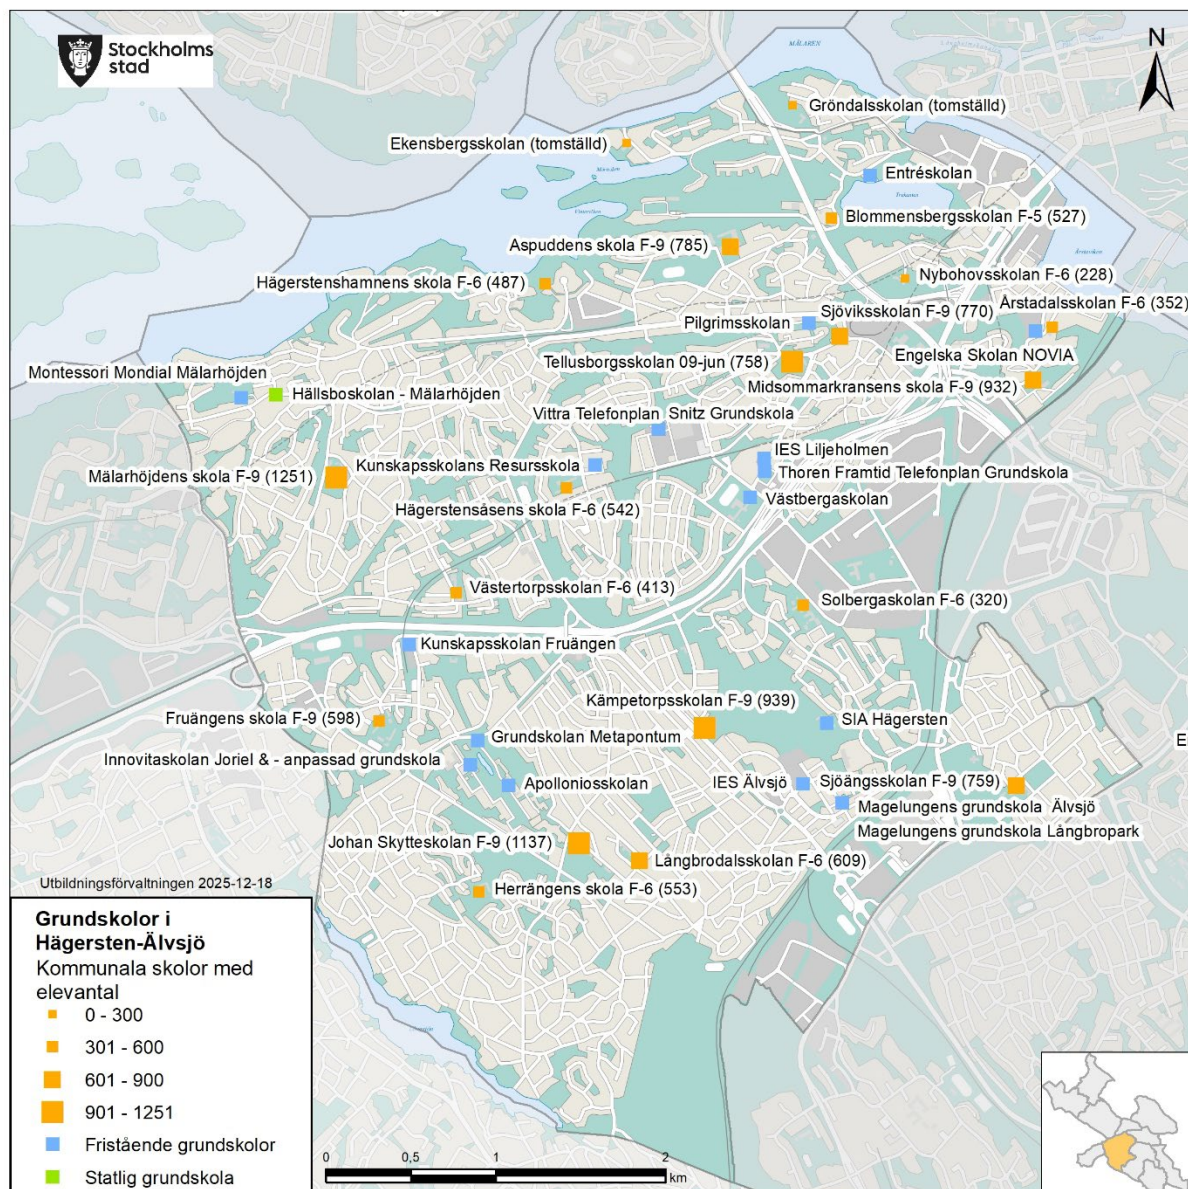 Stockholms
stad
N
MÄLAREN
Gröndalsskolan (tomställd)
Ekensbergsskolan (tomställd)
Entréskolan
Trekanten
Blommensbergsskolan F-5 (527)
Aspuddens skola F-9 (785)
Årstaviken
Hägerstenshamnens skola F-6 (487)
Nybohovsskolan F-6 (228)
Årstadalsskolan F-6 (352)
Sjöviksskolan F-9 (770)
Pilgrimsskolan
Engelska Skolan NOVIA
Tellusborgsskolan 09-jun (758)
Montessori Mondial Mälarhöjden
Midsommarkransens skola F-9 (932)
Hällsboskolan - Mälarhöjden
Vittra Telefonplan Snitz Grundskola
IES Liljeholmen
Kunskapsskolans Resursskola
Thoren Framtid Telefonplan Grundskola
Mälarhöjdens skola F-9 (1251)
Västbergaskolan
Hägerstensåsens skola F-6 (542)
Västertorpsskolan F-6 (413)
Solbergaskolan F-6 (320)
Kunskapsskolan Fruängen
Kämpetorpsskolan F-9 (939)
Fruängens skola F-9 (598)
SIA Hägersten
Grundskolan Metapontum
E
Innovitaskolan Joriel & - anpassad grundskola
Apolloniosskolan
IES Älvsjö
Sjöängsskolan F-9 (759)
Magelungens grundskola Älvsjö
Magelungens grundskola Långbropark
Johan Skytteskolan F-9 (1137)
Långbrodalsskolan F-6 (609)
Herrängens skola F-6 (553)
Utbildningsförvaltningen 2025-12-18
Grundskolor i
Hägersten-Älvsjö
Kommunala skolor med
elevantal
0 - 300
301 - 600
601 - 900
901 - 1251
Fristående grundskolor
Statlig grundskola
0 0,5 1 2
km